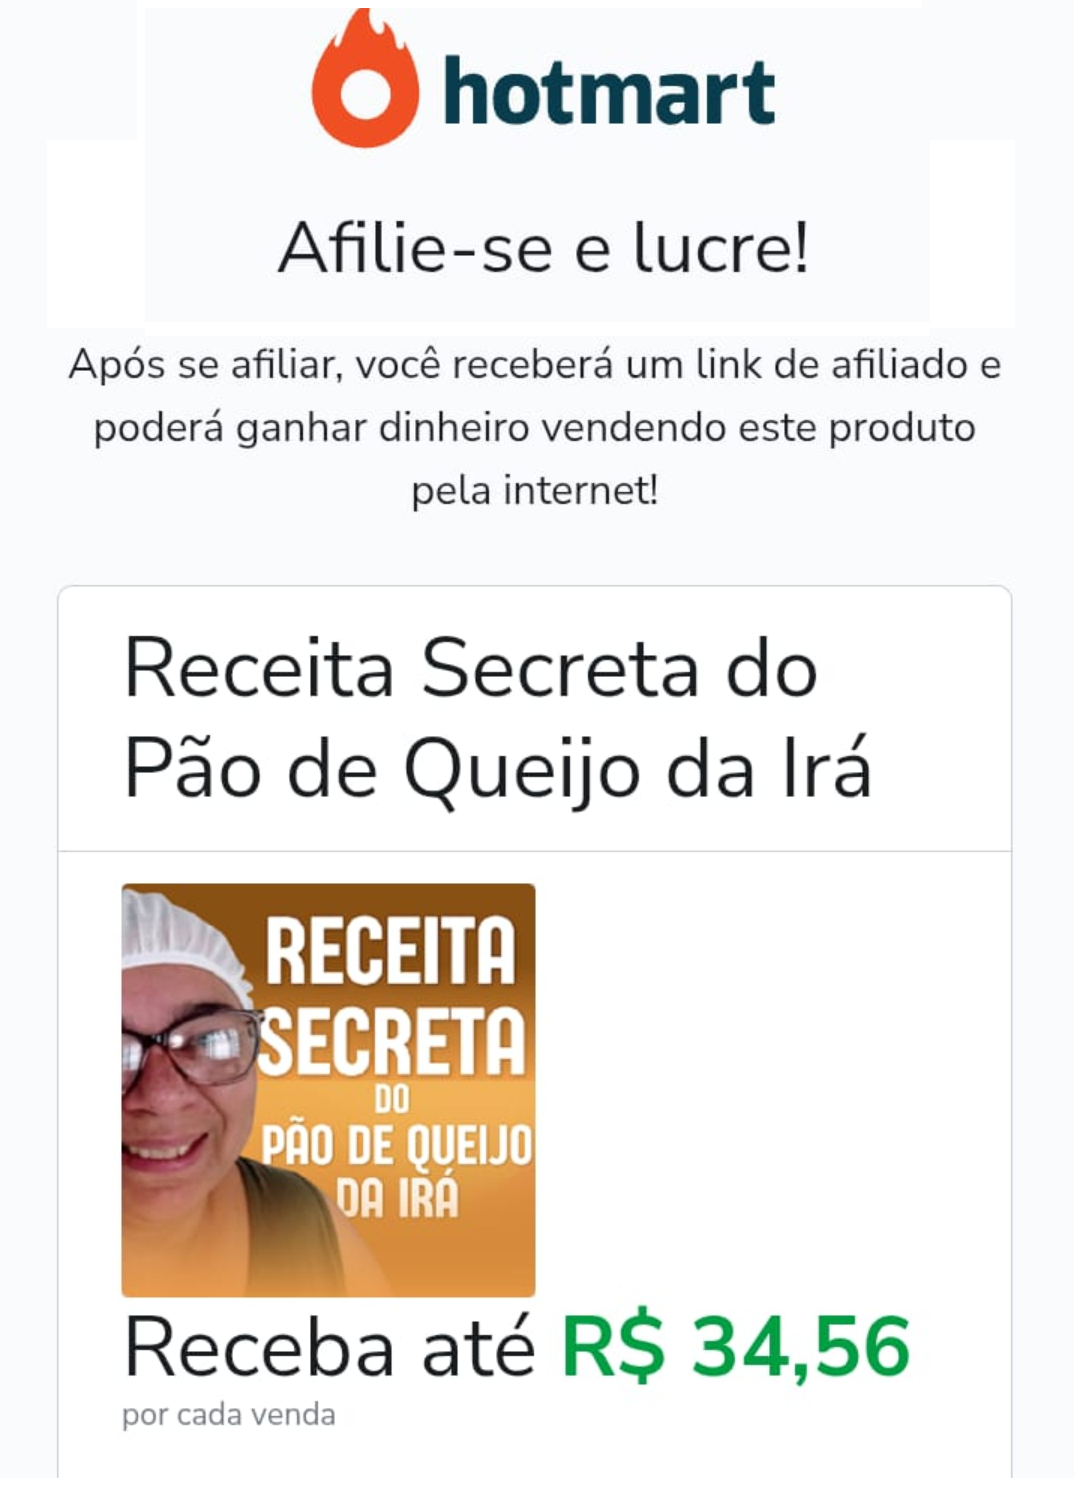 hotmart
Afilie-se e lucre!
Após se afiliar, você receberá um link de afiliado e
poderá ganhar dinheiro vendendo este produto
pela internet!
Receita Secreta do
Pão de Queijo da Irá
RECEITA
SECRETA
DO
PÃO DE QUEIJO
DA IRÁ
Receba até R$ 34,56
por cada venda